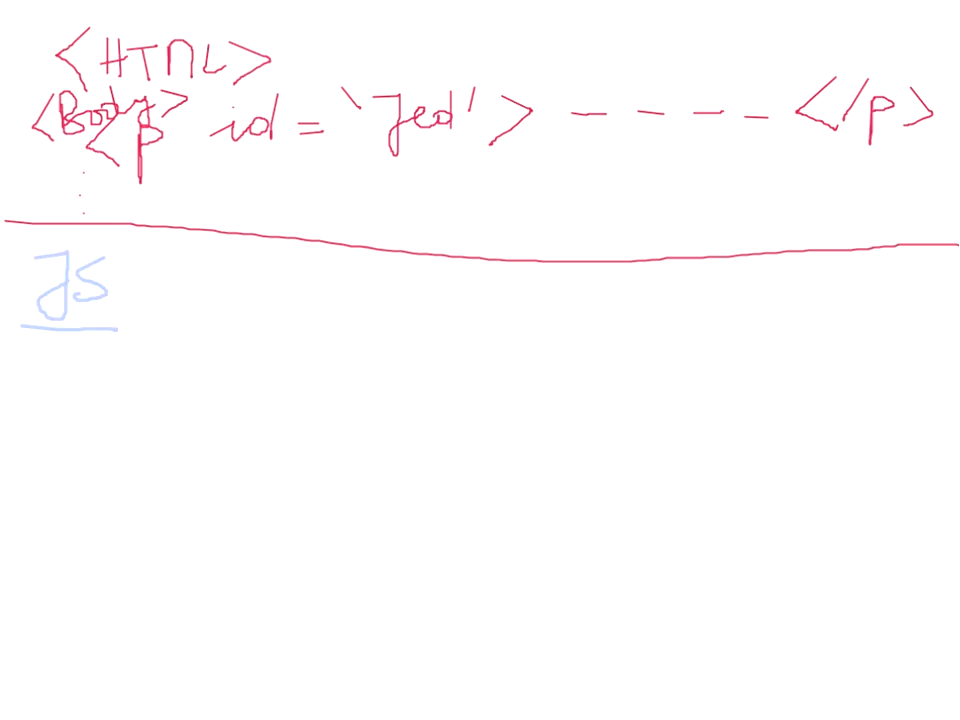 <HTML>
<Body>
<p id = 'Jed' > - - - - </p>
JS